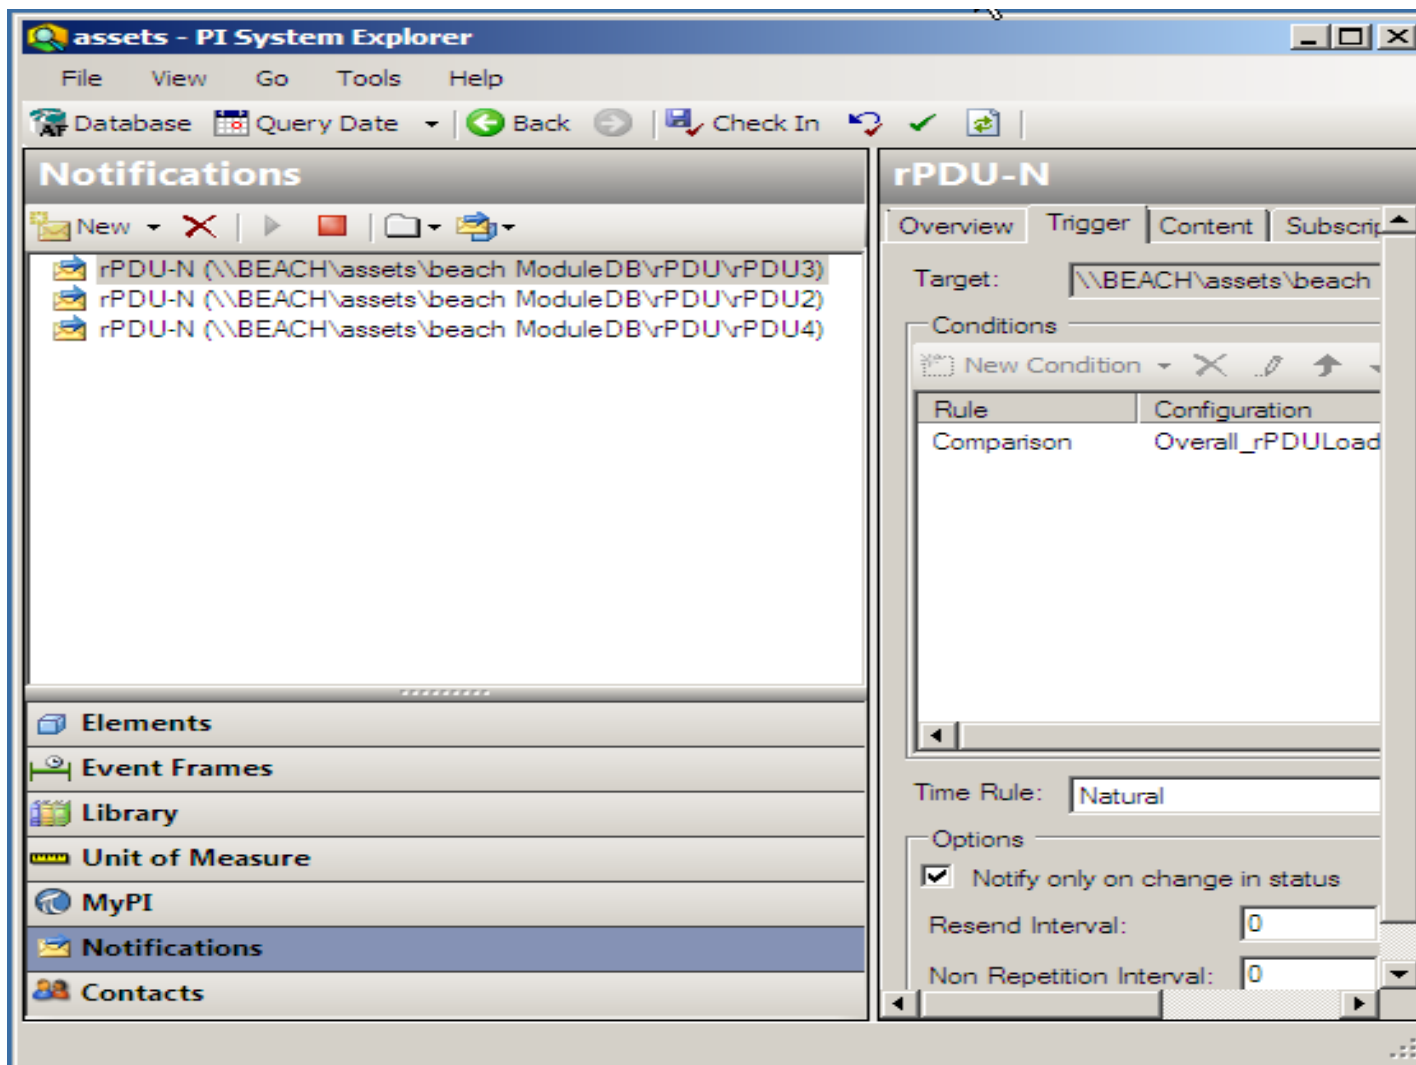 assets - PI System Explorer
File View Go Tools Help
Database Query Date Back Check In
Notifications
New
rPDU-N (\\BEACH\assets\beach ModuleDB\rPDU\rPDU3)
rPDU-N (\\BEACH\assets\beach ModuleDB\rPDU\rPDU2)
rPDU-N (\\BEACH\assets\beach ModuleDB\rPDU\rPDU4)
Elements
Event Frames
Library
Unit of Measure
MyPI
Notifications
Contacts
rPDU-N
Overview Trigger Content Subscrip
Target: \\BEACH\assets\beach
Conditions
New Condition
Rule Configuration
Comparison Overall_rPDULoad
Time Rule: Natural
Options
Notify only on change in status
Resend Interval: 0
Non Repetition Interval: 0